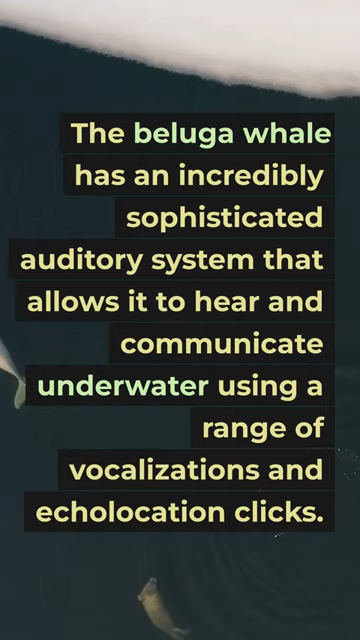 The beluga whale
has an incredibly
sophisticated
auditory system that
allows it to hear and
communicate
underwater using a
range of
vocalizations and
echolocation clicks.